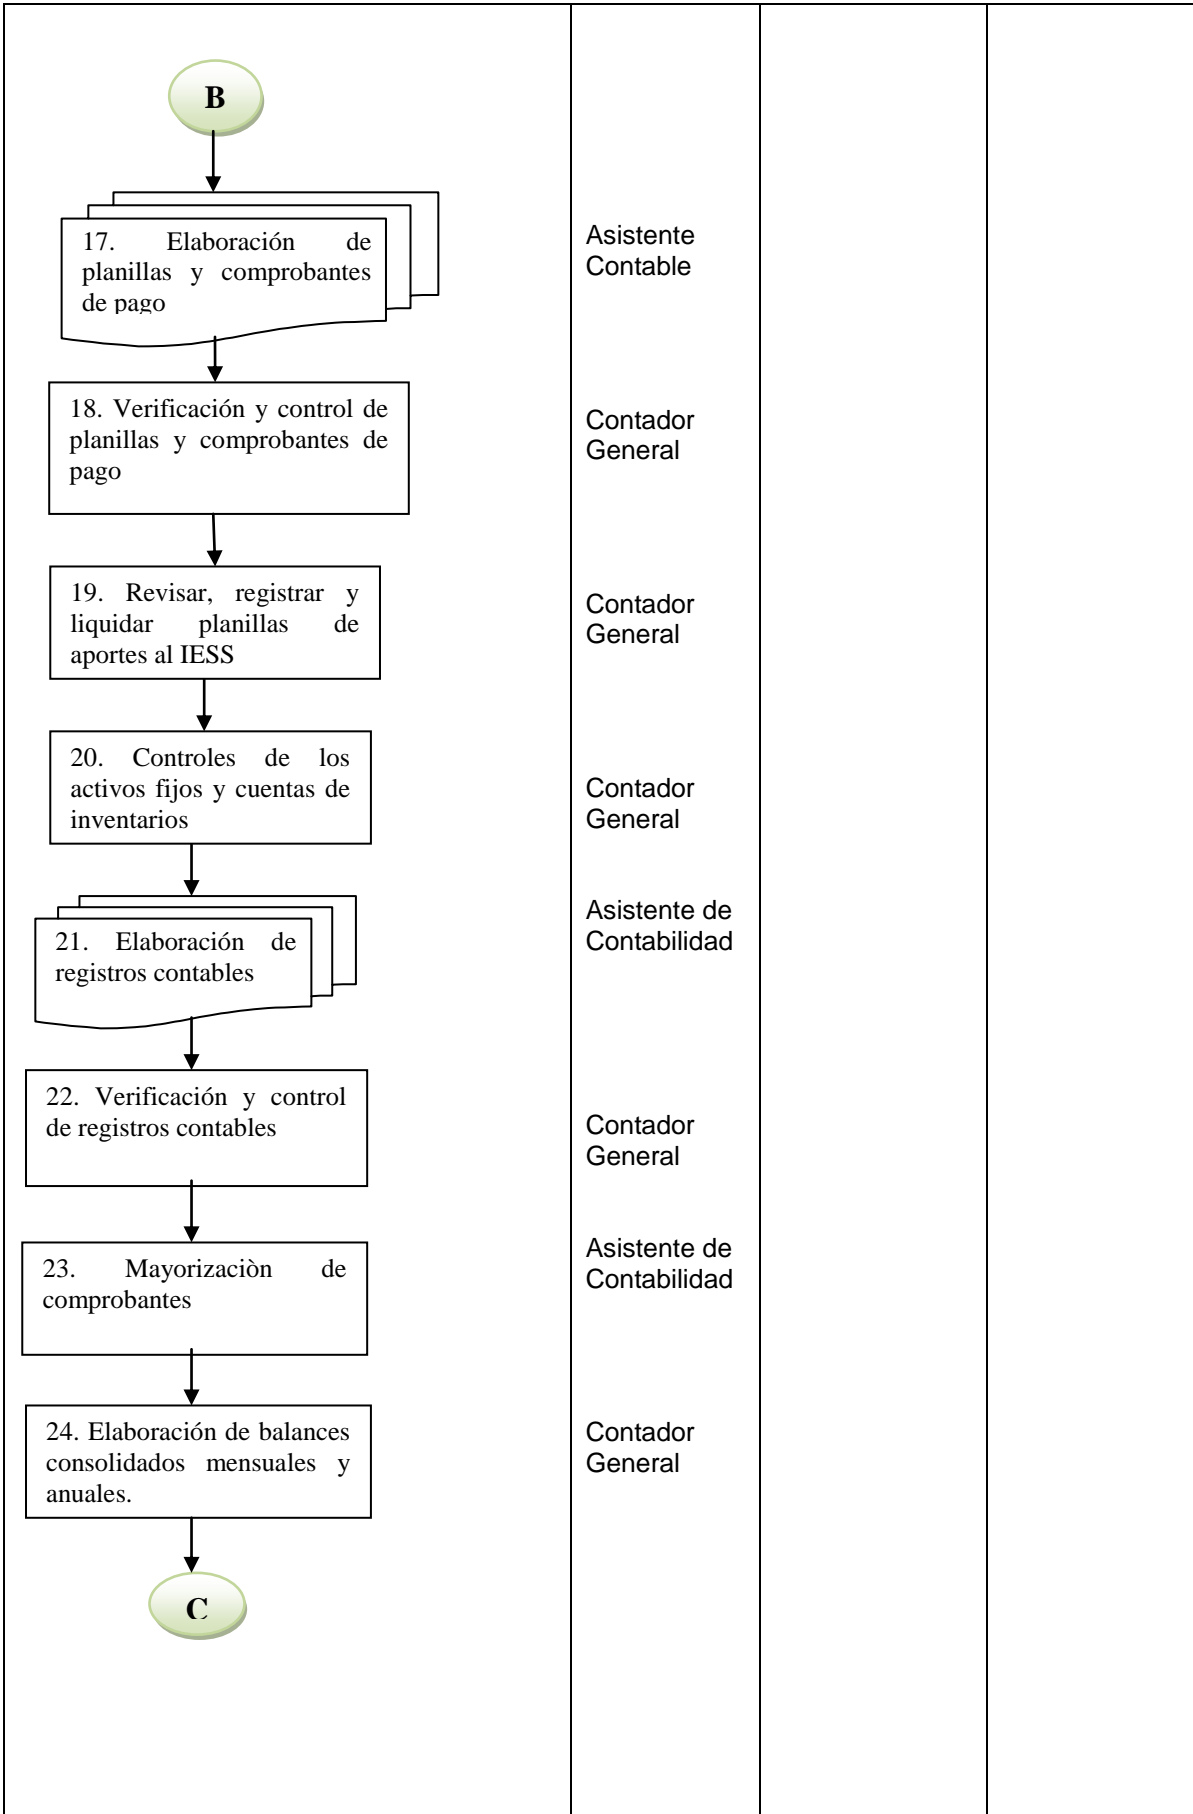 B
17. Elaboración de
planillas y comprobantes
de pago
Asistente
Contable
18. Verificación y control de
planillas y comprobantes de
pago
Contador
General
19. Revisar, registrar y
liquidar planillas de
aportes al IESS
Contador
General
20. Controles de los
activos fijos y cuentas de
inventarios
Contador
General
21. Elaboración de
registros contables
Asistente de
Contabilidad
22. Verificación y control
de registros contables
Contador
General
23. Mayorizaciòn de
comprobantes
Asistente de
Contabilidad
24. Elaboración de balances
consolidados mensuales y
anuales.
Contador
General
C